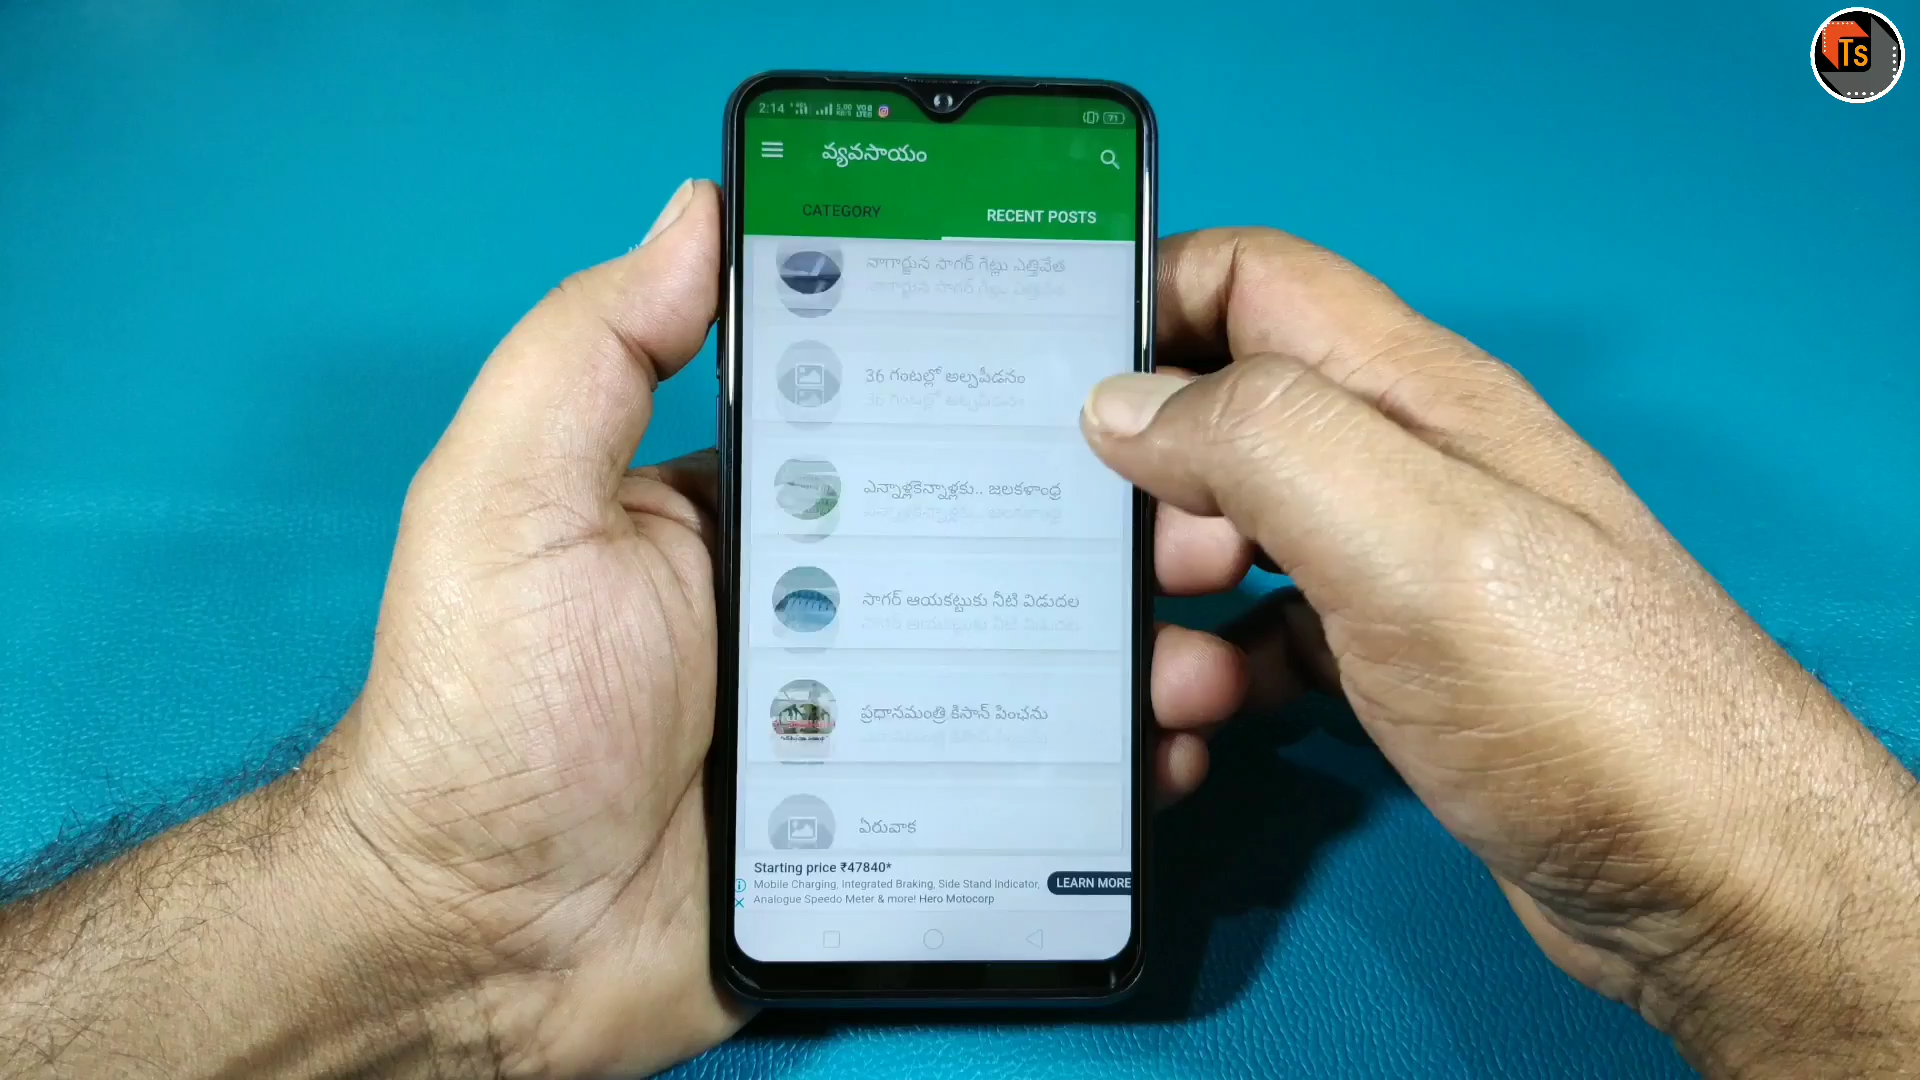 Ts
2:14
71
వ్యవసాయం
CATEGORY
RECENT POSTS
నాగార్జున సాగర్ గేట్లు ఎత్తివేత
36 గంటల్లో అల్పపీడనం
ఎన్నాళ్లకెన్నాళ్లకు.. జలకళాంధ్ర
సాగర్ ఆయకట్టుకు నీటి విడుదల
ప్రధానమంత్రి కిసాన్ పింఛను
ఏరువాక
Starting price ₹47840*
Mobile Charging, Integrated Braking, Side Stand Indicator,
Analogue Speedo Meter & more! Hero Motocorp
LEARN MORE